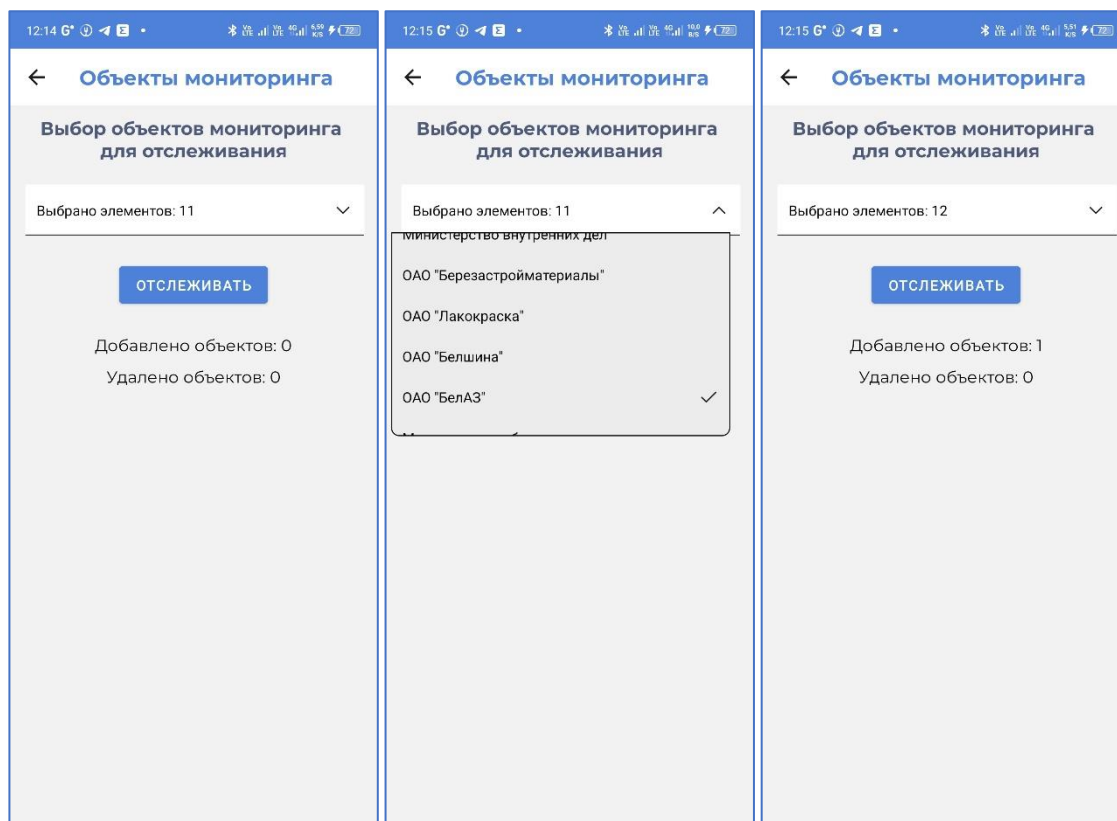 12:14 G
72
Объекты мониторинга
Выбор объектов мониторинга
для отслеживания
Выбрано элементов: 11
ОТСЛЕЖИВАТЬ
Добавлено объектов: 0
Удалено объектов: 0
12:15 G
72
Объекты мониторинга
Выбор объектов мониторинга
для отслеживания
Выбрано элементов: 11
Министерство внутренних дел
ОАО "Березастройматериалы"
ОАО "Лакокраска"
ОАО "Белшина"
ОАО "БелАЗ"
12:15 G
72
Объекты мониторинга
Выбор объектов мониторинга
для отслеживания
Выбрано элементов: 12
ОТСЛЕЖИВАТЬ
Добавлено объектов: 1
Удалено объектов: 0